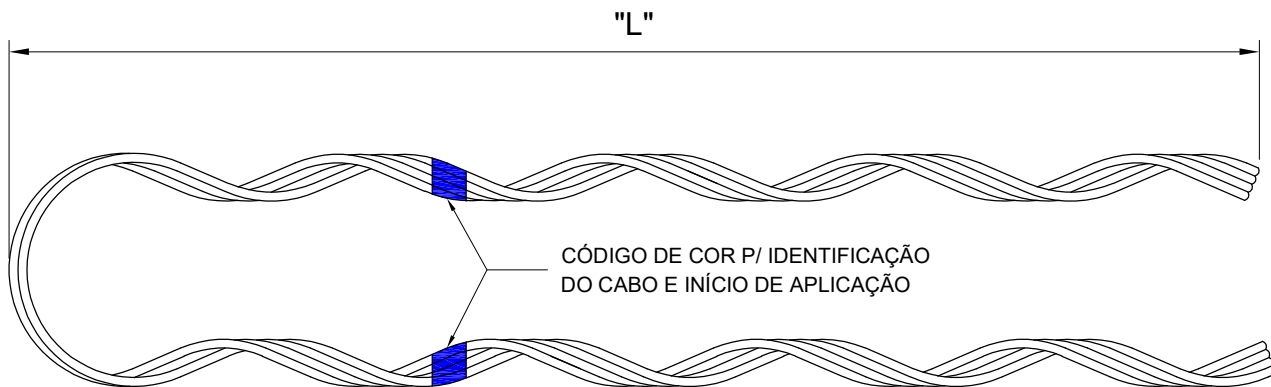 "L"
CÓDIGO DE COR P/ IDENTIFICAÇÃO
DO CABO E INÍCIO DE APLICAÇÃO